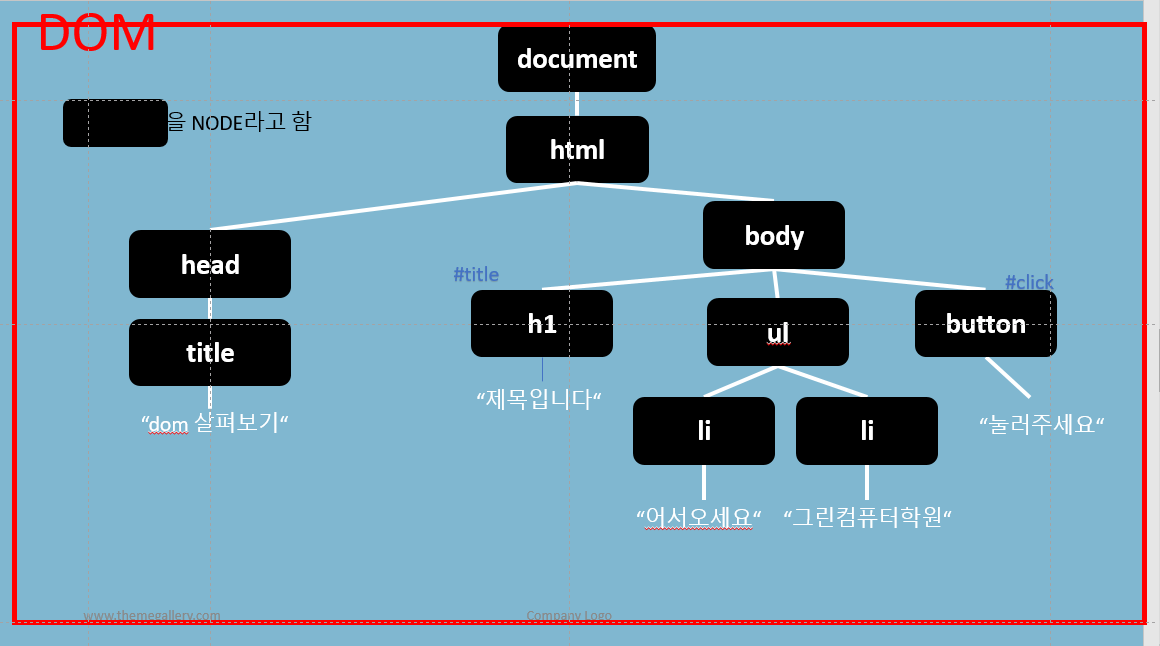 DOM
document
을 NODE라고 함
html
head
body
#title
#click
h1
ul
button
title
“제목입니다“
“dom 살펴보기“
li
li
“눌러주세요“
“어서오세요“
“그린컴퓨터학원“
www.themegallery.com
Company Logo